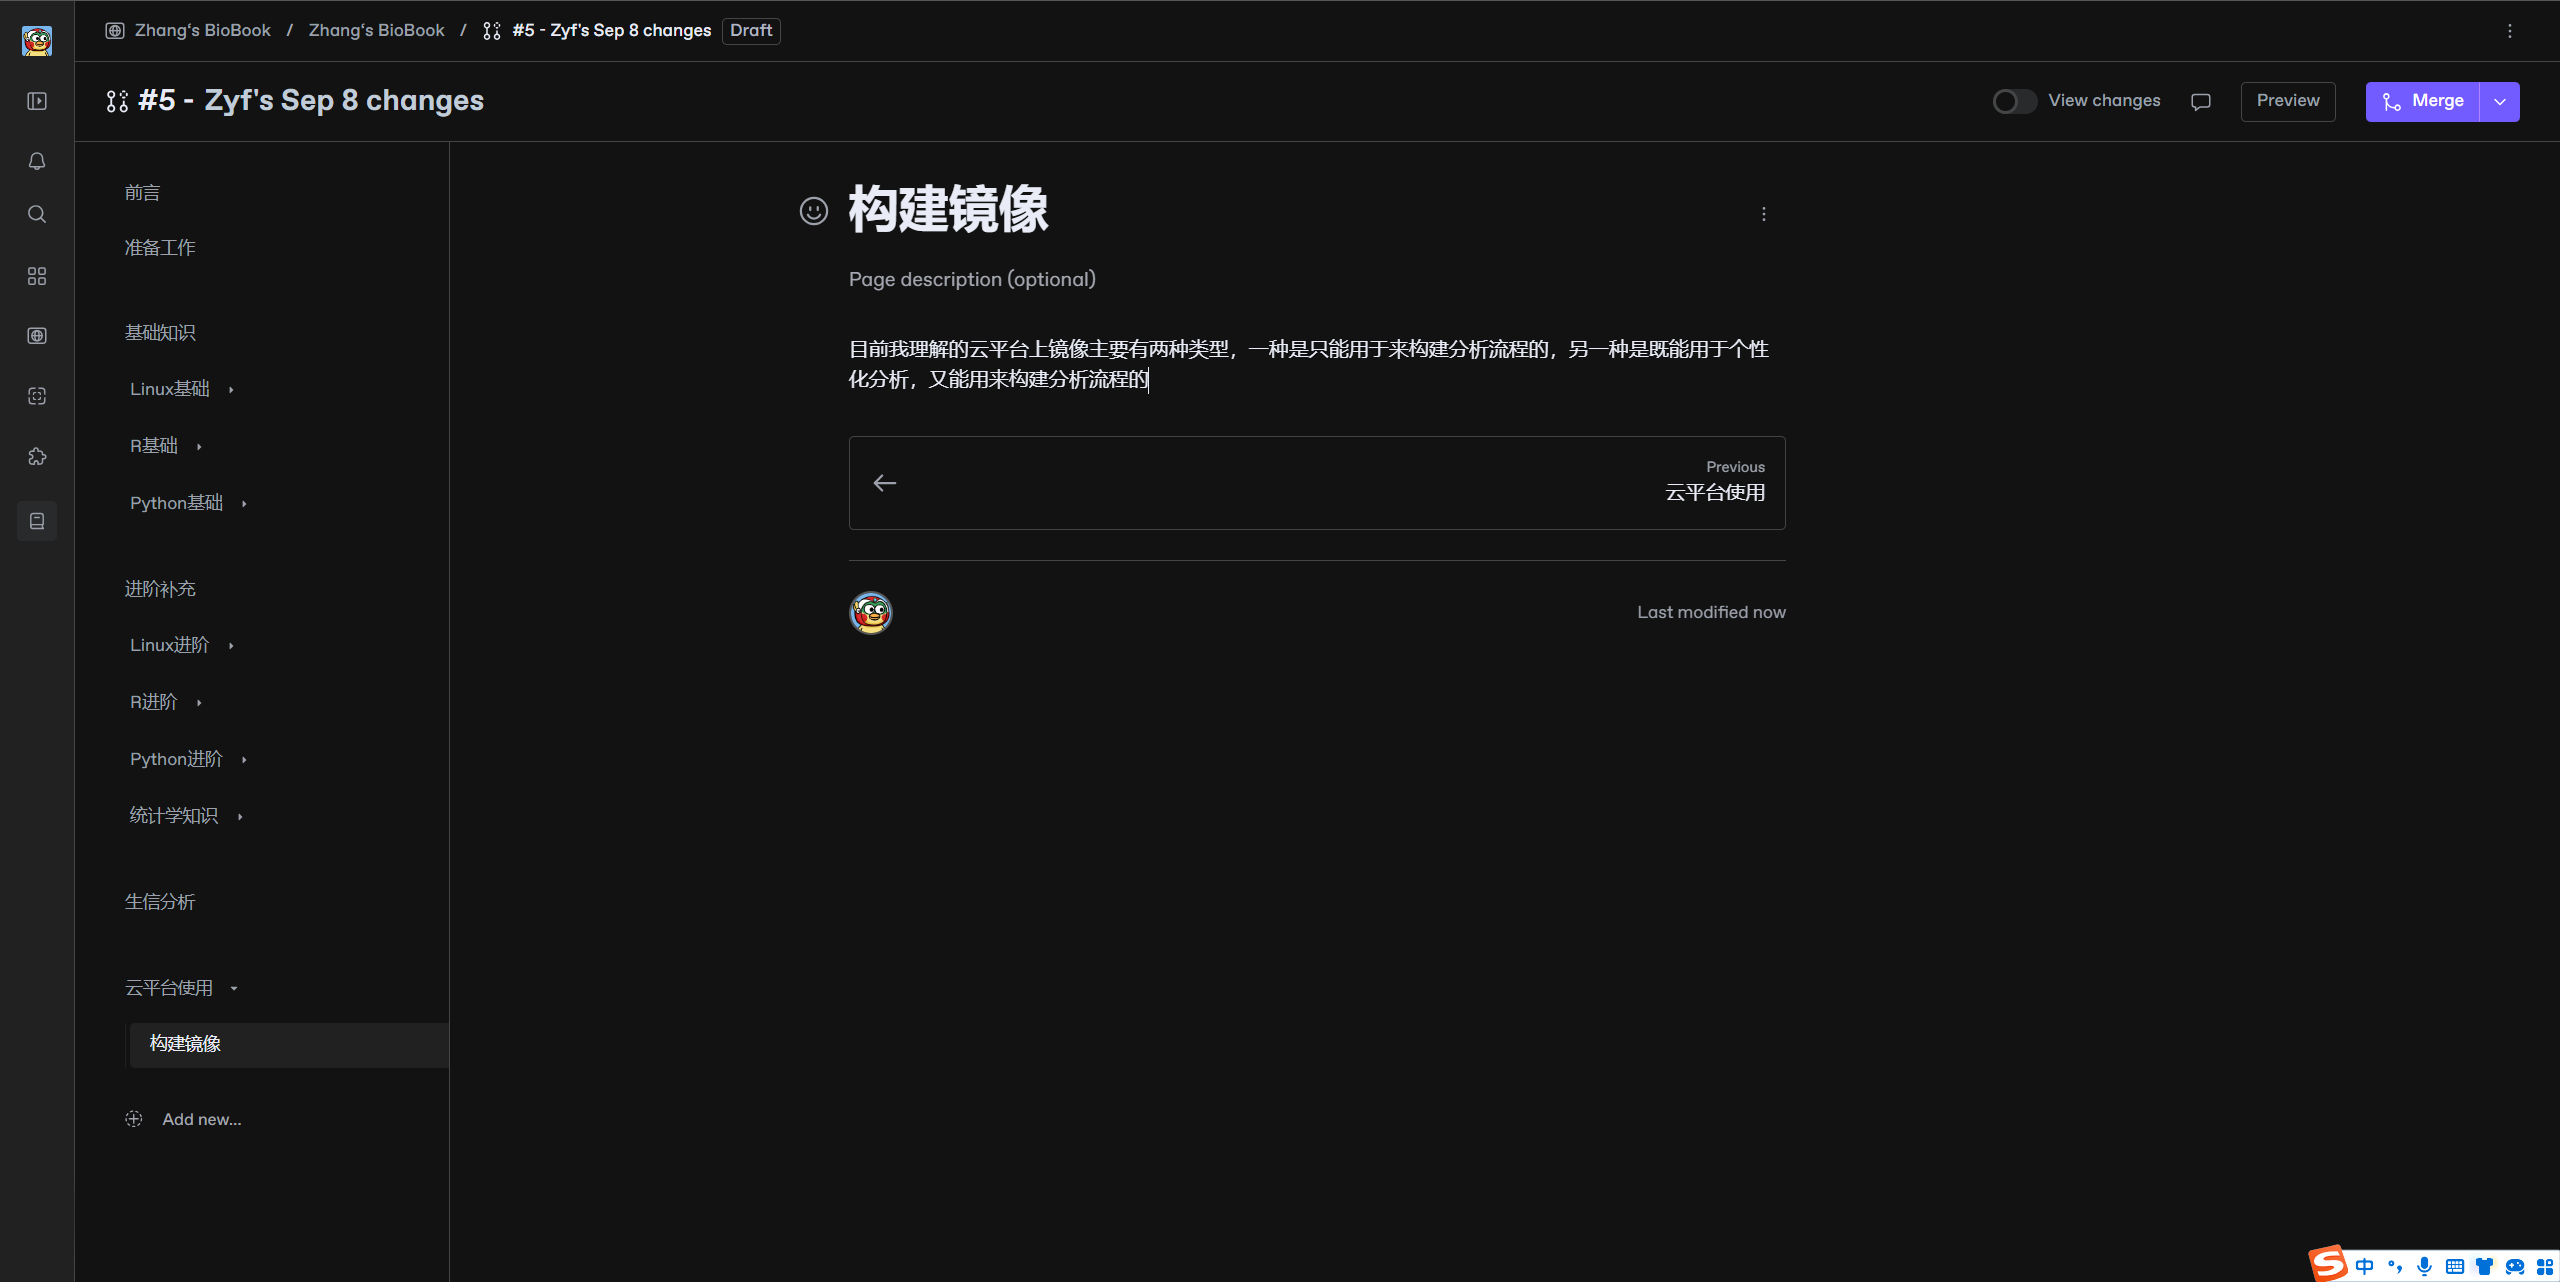 Zhang‘s BioBook / Zhang‘s BioBook / #5 - Zyf's Sep 8 changes Draft
#5 - Zyf's Sep 8 changes
View changes
Preview
Merge
前言
准备工作
基础知识
Linux基础
R基础
Python基础
进阶补充
Linux进阶
R进阶
Python进阶
统计学知识
生信分析
云平台使用
构建镜像
Add new...
构建镜像
Page description (optional)
目前我理解的云平台上镜像主要有两种类型，一种是只能用于来构建分析流程的，另一种是既能用于个性
化分析，又能用来构建分析流程的
Previous
云平台使用
Last modified now
中